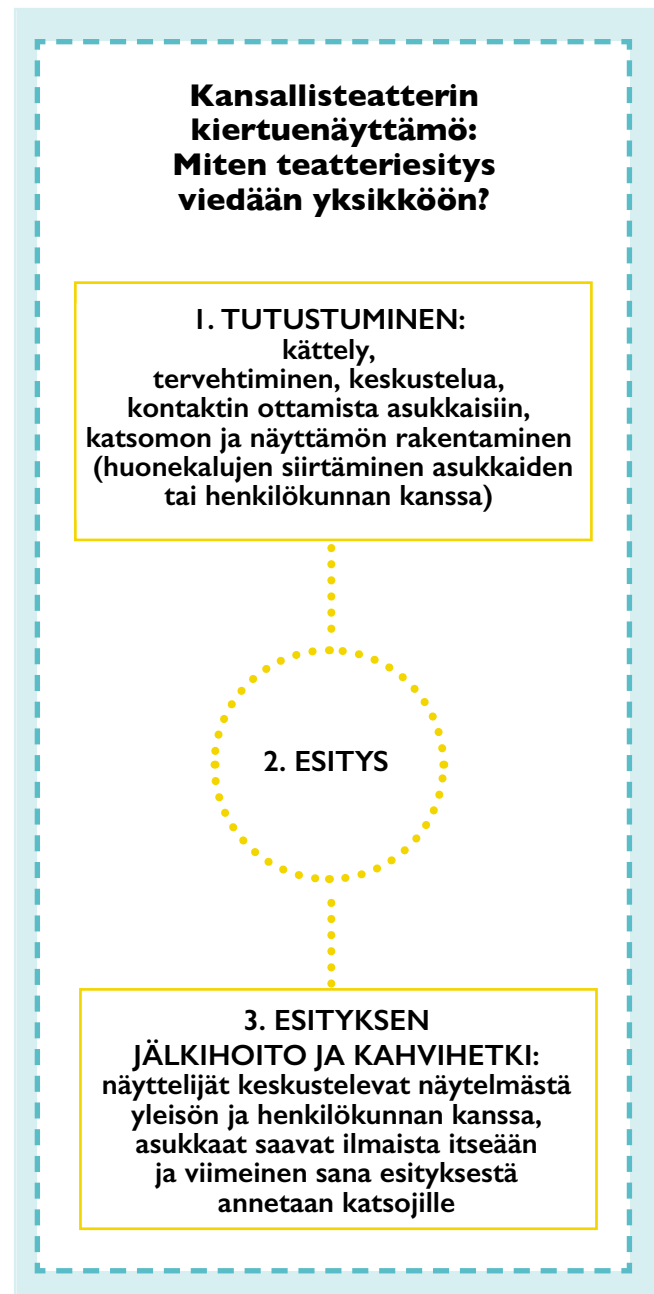 Kansallisteatterin
kiertuenäyttämö:
Miten teatteriesitys
viedään yksikköön?
1. TUTUSTUMINEN:
kättely,
tervehtiminen, keskustelua,
kontaktin ottamista asukkaisiin,
katsomon ja näyttämön rakentaminen
(huonekalujen siirtäminen asukkaiden
tai henkilökunnan kanssa)
2. ESITYS
3. ESITYKSEN
JÄLKIHOITO JA KAHVIHETKI:
näyttelijät keskustelevat näytelmästä
yleisön ja henkilökunnan kanssa,
asukkaat saavat ilmaista itseään
ja viimeinen sana esityksestä
annetaan katsojille